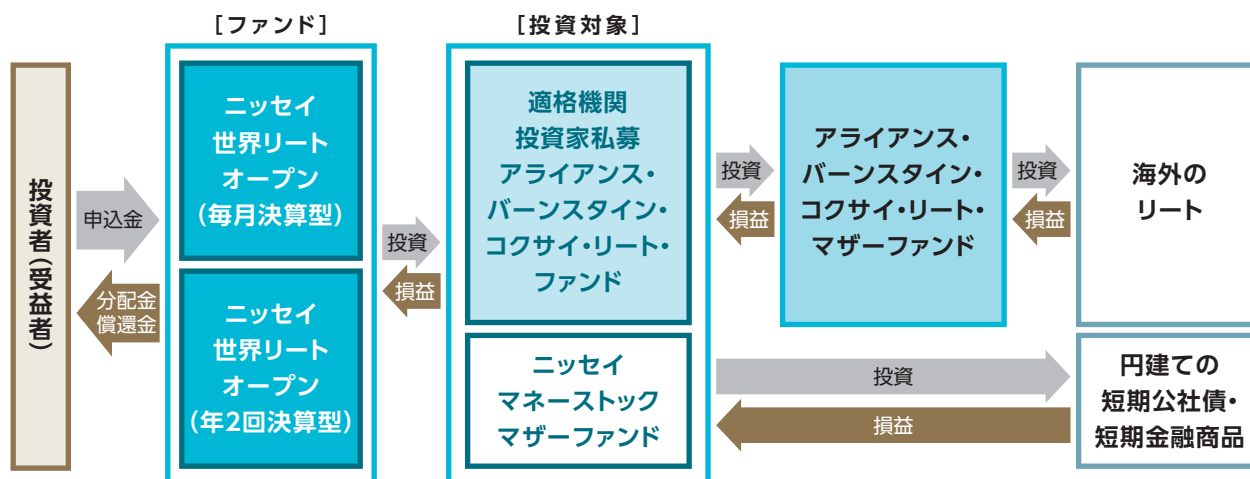 [ファンド]
[投資対象]
投資者(受益者)
申込金
分配金
償還金
ニッセイ
世界リート
オープン
(毎月決算型)
ニッセイ
世界リート
オープン
(年2回決算型)
投資
損益
適格機関
投資家私募
アライアンス・
バーンスタイン・
コクサイ・リート・
ファンド
ニッセイ
マネーストック
マザーファンド
投資
損益
アライアンス・
バーンスタイン・
コクサイ・リート・
マザーファンド
投資
損益
海外の
リート
投資
損益
円建ての
短期公社債・
短期金融商品